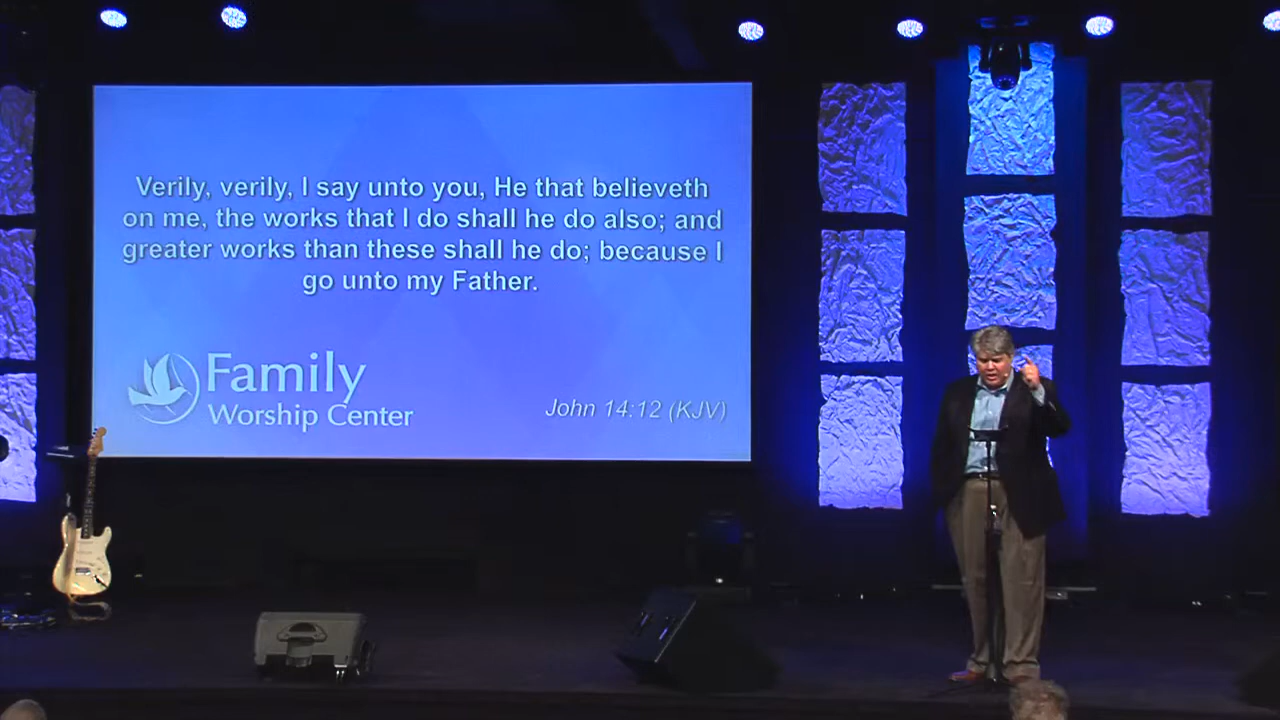 Verily, verily, I say unto you, He that believeth
on me, the works that I do shall he do also; and
greater works than these shall he do; because I
go unto my Father.
Family
Worship Center
John 14:12 (KJV)